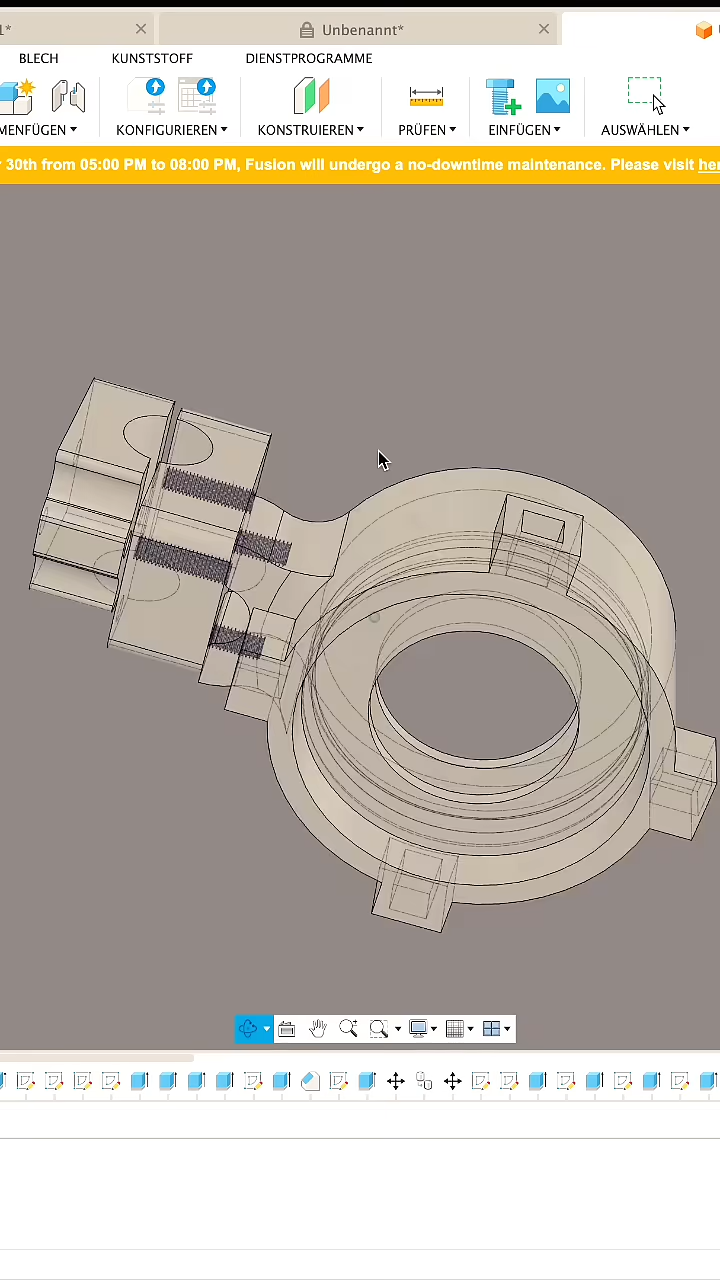 1*
Unbenannt*
BLECH KUNSTSTOFF DIENSTPROGRAMME
MENFÜGEN KONFIGURIEREN KONSTRUIEREN PRÜFEN EINFÜGEN AUSWÄHLEN
30th from 05:00 PM to 08:00 PM, Fusion will undergo a no-downtime maintenance. Please visit her